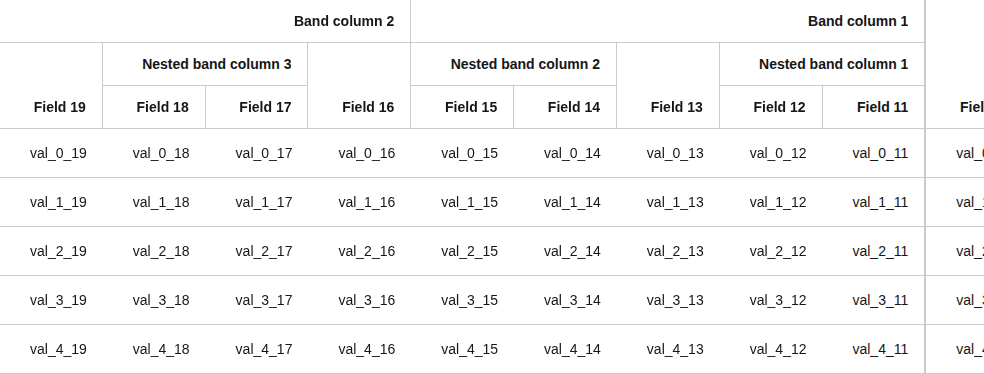 Band column 2 Band column 1
Nested band column 3 Nested band column 2 Nested band column 1
Field 19 Field 18 Field 17 Field 16 Field 15 Field 14 Field 13 Field 12 Field 11
val_0_19 val_0_18 val_0_17 val_0_16 val_0_15 val_0_14 val_0_13 val_0_12 val_0_11
val_1_19 val_1_18 val_1_17 val_1_16 val_1_15 val_1_14 val_1_13 val_1_12 val_1_11
val_2_19 val_2_18 val_2_17 val_2_16 val_2_15 val_2_14 val_2_13 val_2_12 val_2_11
val_3_19 val_3_18 val_3_17 val_3_16 val_3_15 val_3_14 val_3_13 val_3_12 val_3_11
val_4_19 val_4_18 val_4_17 val_4_16 val_4_15 val_4_14 val_4_13 val_4_12 val_4_11